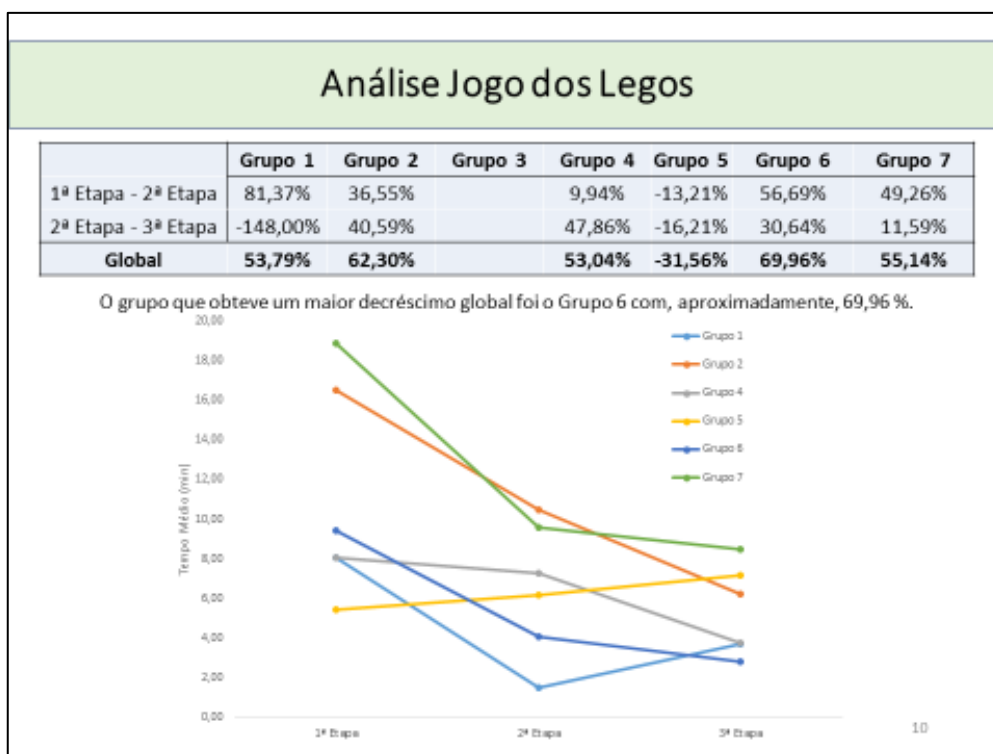 Análise Jogo dos Legos
Grupo 1 Grupo 2 Grupo 3 Grupo 4 Grupo 5 Grupo 6 Grupo 7
1ª Etapa - 2ª Etapa 81,37% 36,55% 9,94% -13,21% 56,69% 49,26%
2ª Etapa - 3ª Etapa -148,00% 40,59% 47,86% -16,21% 30,64% 11,59%
Global 53,79% 62,30% 53,04% -31,56% 69,96% 55,14%
O grupo que obteve um maior decréscimo global foi o Grupo 6 com, aproximadamente, 69,96 %.
20,00
18,00
16,00
14,00
12,00
10,00
8,00
6,00
4,00
2,00
0,00
Tempo Médio (min)
Grupo 1
Grupo 2
Grupo 4
Grupo 5
Grupo 6
Grupo 7
1ª Etapa 2ª Etapa 3ª Etapa
10